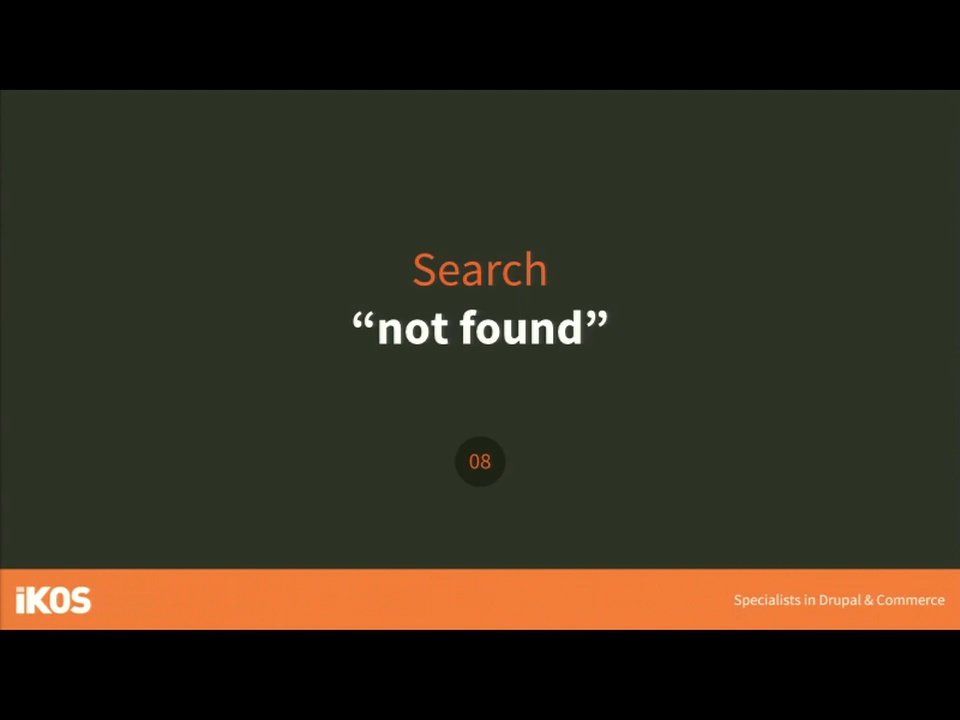 Search
“not found”
08
iKOS
Specialists in Drupal & Commerce